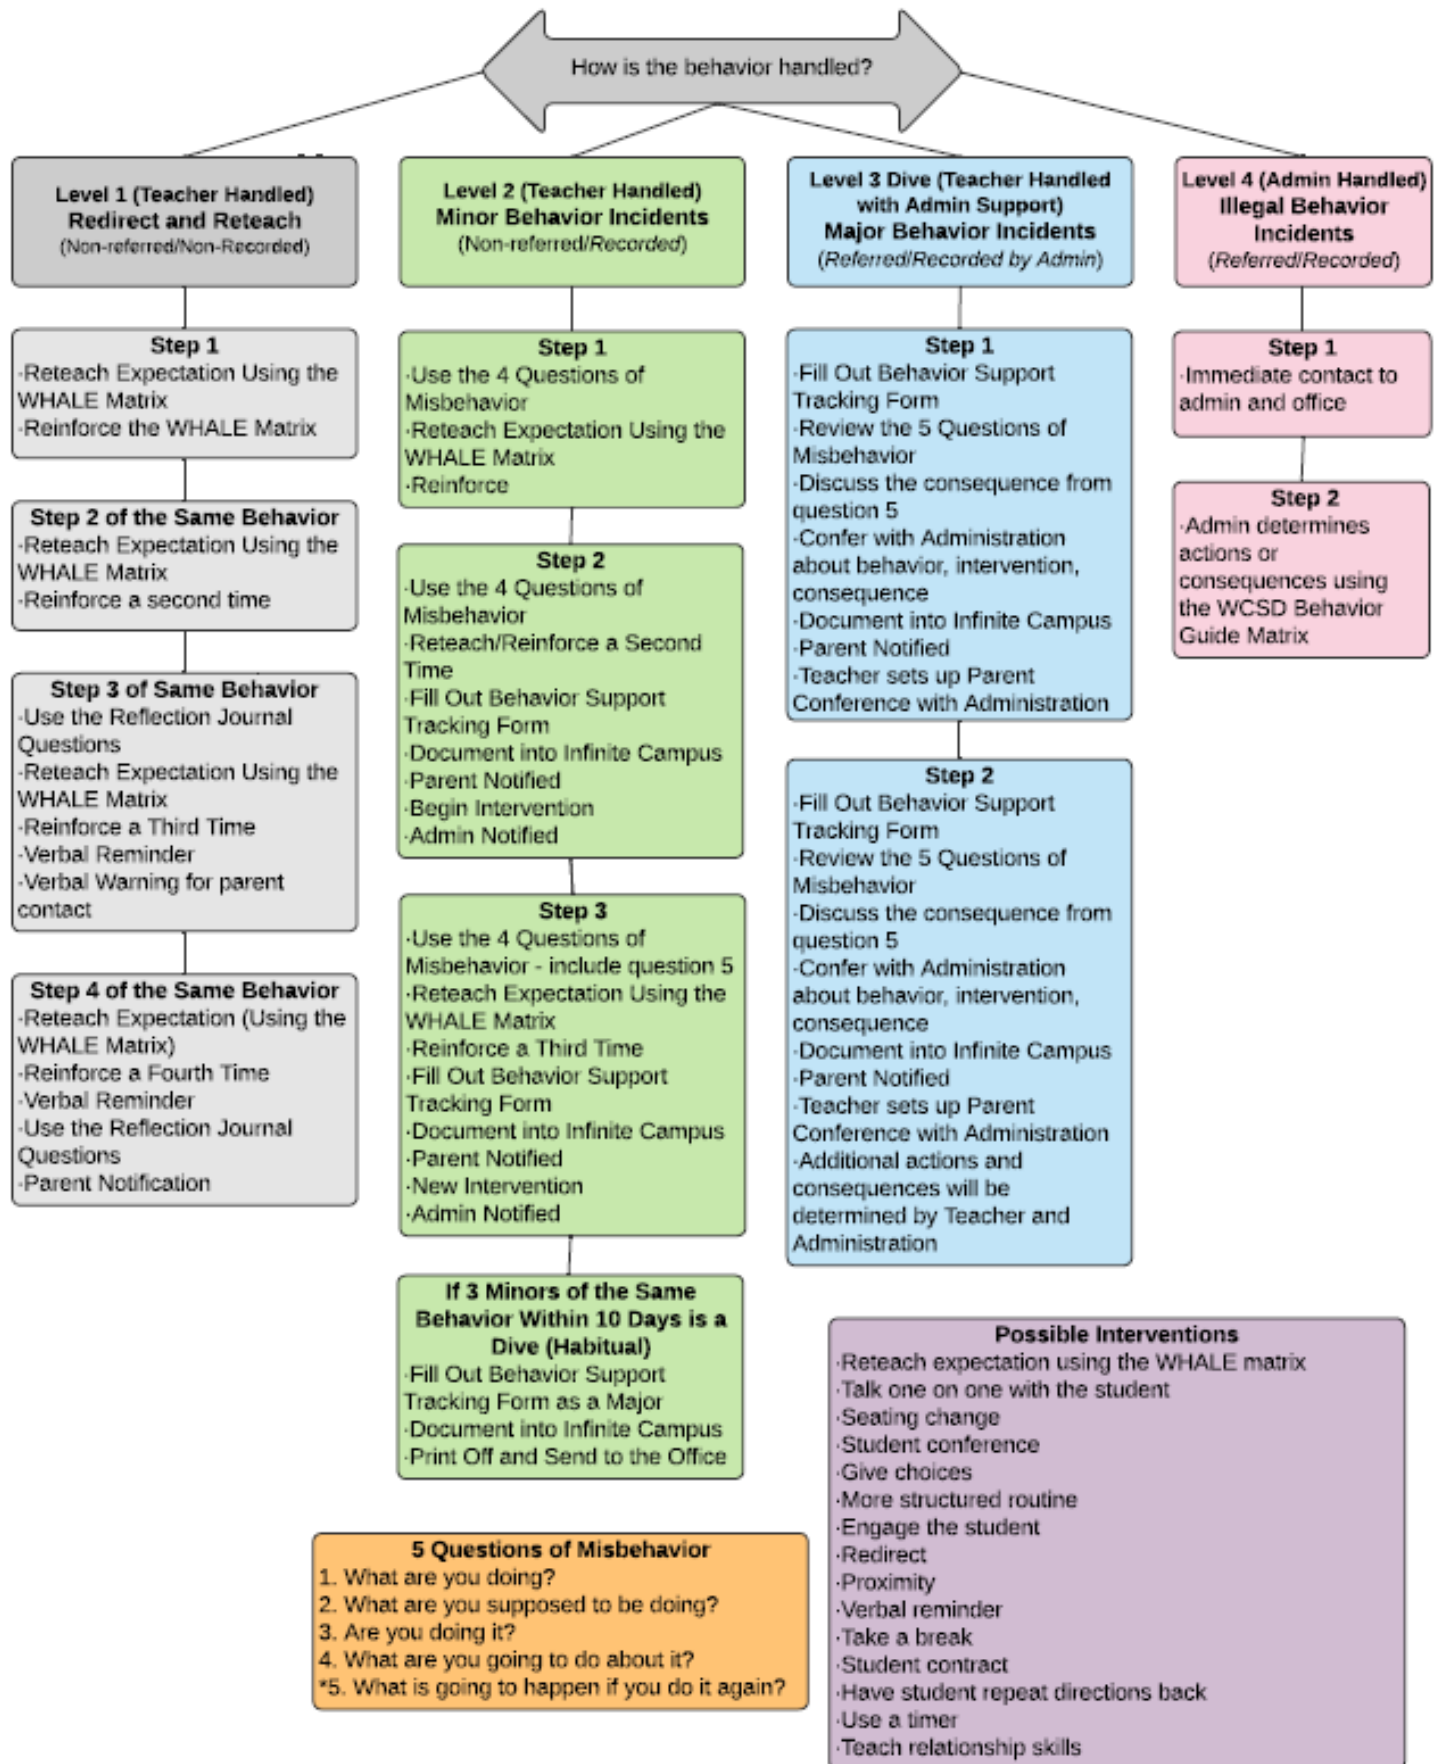 How is the behavior handled?
Level 1 (Teacher Handled)
Redirect and Reteach
(Non-referred/Non-Recorded)
Step 1
·Reteach Expectation Using the
WHALE Matrix
·Reinforce the WHALE Matrix
Step 2 of the Same Behavior
·Reteach Expectation Using the
WHALE Matrix
·Reinforce a second time
Step 3 of Same Behavior
·Use the Reflection Journal
Questions
·Reteach Expectation Using the
WHALE Matrix
·Reinforce a Third Time
·Verbal Reminder
·Verbal Warning for parent
contact
Step 4 of the Same Behavior
·Reteach Expectation (Using the
WHALE Matrix)
·Reinforce a Fourth Time
·Verbal Reminder
·Use the Reflection Journal
Questions
·Parent Notification
Level 2 (Teacher Handled)
Minor Behavior Incidents
(Non-referred/Recorded)
Step 1
·Use the 4 Questions of
Misbehavior
·Reteach Expectation Using the
WHALE Matrix
·Reinforce
Step 2
·Use the 4 Questions of
Misbehavior
·Reteach/Reinforce a Second
Time
·Fill Out Behavior Support
Tracking Form
·Document into Infinite Campus
·Parent Notified
·Begin Intervention
·Admin Notified
Step 3
·Use the 4 Questions of
Misbehavior - include question 5
·Reteach Expectation Using the
WHALE Matrix
·Reinforce a Third Time
·Fill Out Behavior Support
Tracking Form
·Document into Infinite Campus
·Parent Notified
·New Intervention
·Admin Notified
If 3 Minors of the Same
Behavior Within 10 Days is a
Dive (Habitual)
·Fill Out Behavior Support
Tracking Form as a Major
·Document into Infinite Campus
·Print Off and Send to the Office
Level 3 Dive (Teacher Handled
with Admin Support)
Major Behavior Incidents
(Referred/Recorded by Admin)
Step 1
·Fill Out Behavior Support
Tracking Form
·Review the 5 Questions of
Misbehavior
·Discuss the consequence from
question 5
·Confer with Administration
about behavior, intervention,
consequence
·Document into Infinite Campus
·Parent Notified
·Teacher sets up Parent
Conference with Administration
Step 2
·Fill Out Behavior Support
Tracking Form
·Review the 5 Questions of
Misbehavior
·Discuss the consequence from
question 5
·Confer with Administration
about behavior, intervention,
consequence
·Document into Infinite Campus
·Parent Notified
·Teacher sets up Parent
Conference with Administration
·Additional actions and
consequences will be
determined by Teacher and
Administration
Level 4 (Admin Handled)
Illegal Behavior
Incidents
(Referred/Recorded)
Step 1
·Immediate contact to
admin and office
Step 2
·Admin determines
actions or
consequences using
the WCSD Behavior
Guide Matrix
5 Questions of Misbehavior
1. What are you doing?
2. What are you supposed to be doing?
3. Are you doing it?
4. What are you going to do about it?
*5. What is going to happen if you do it again?
Possible Interventions
·Reteach expectation using the WHALE matrix
·Talk one on one with the student
·Seating change
·Student conference
·Give choices
·More structured routine
·Engage the student
·Redirect
·Proximity
·Verbal reminder
·Take a break
·Student contract
·Have student repeat directions back
·Use a timer
·Teach relationship skills